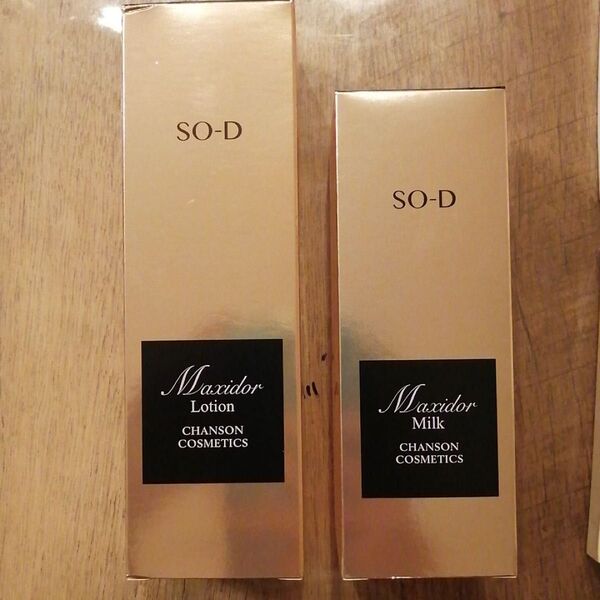 SO-D
Maxidor
Lotion
CHANSON
COSMETICS
SO-D
Maxidor
Milk
CHANSON
COSMETICS